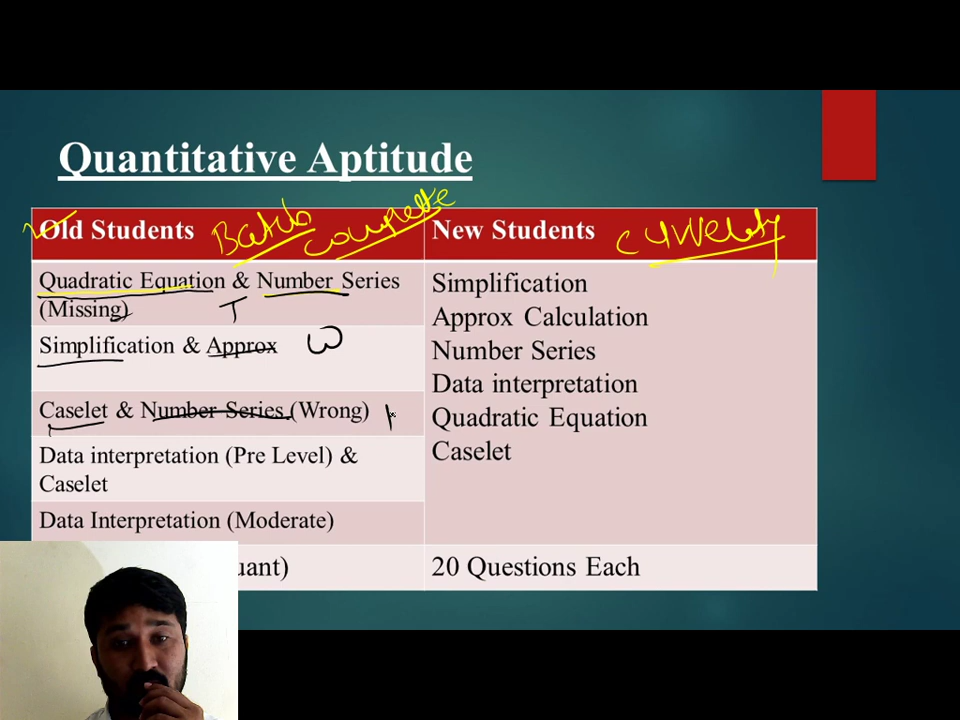 Quantitative Aptitude
Old Students Batch complete
New Students
Quadratic Equation & Number Series
(Missing) T
Simplification & Approx W
Caselet & Number Series (Wrong)
Data interpretation (Pre Level) &
Caselet
Data Interpretation (Moderate)
uant)
Simplification
Approx Calculation
Number Series
Data interpretation
Quadratic Equation
Caselet
20 Questions Each